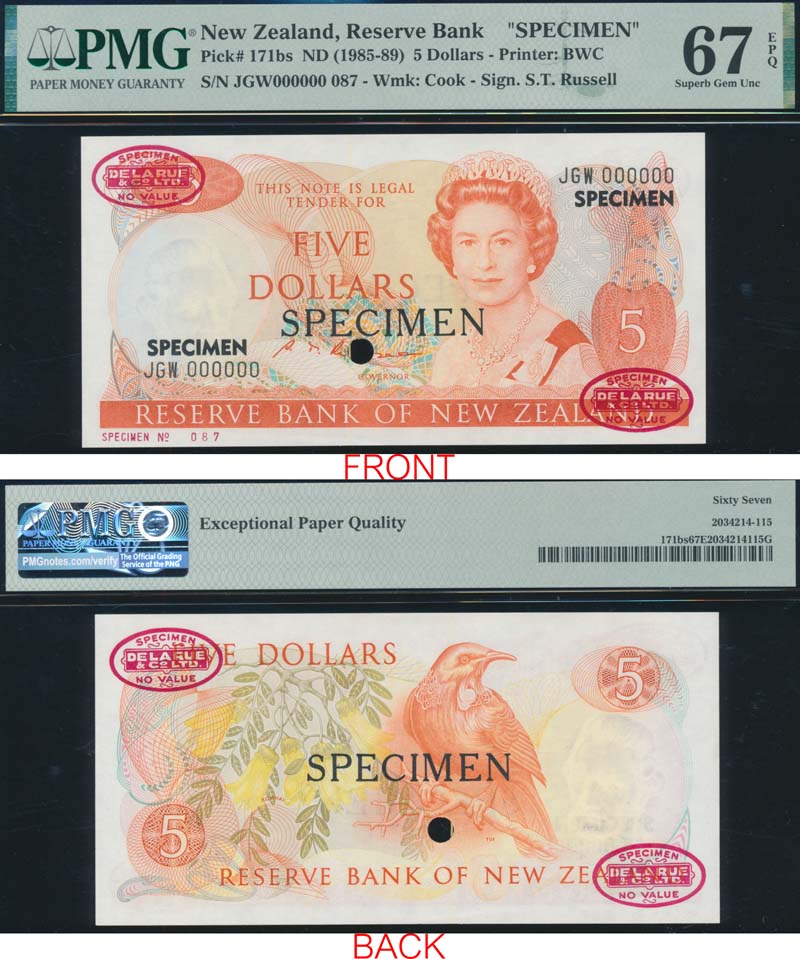 PMG®
PAPER MONEY GUARANTY
New Zealand, Reserve Bank "SPECIMEN"
Pick# 171bs ND (1985-89) 5 Dollars - Printer: BWC
S/N JGW000000 087 - Wmk: Cook - Sign. S.T. Russell
67 EPQ
Superb Gem Unc
SPECIMEN
DE LA RUE
& CO LTD.
NO VALUE
THIS NOTE IS LEGAL
TENDER FOR
FIVE
DOLLARS
SPECIMEN
JGW 000000
SPECIMEN
5
SPECIMEN
JGW 000000
GOVERNOR
SPECIMEN
DE LA RUE
& CO LTD.
NO VALUE
RESERVE BANK OF NEW ZEALAND
SPECIMEN Nº 087
FRONT
PMG
PAPER MONEY GUARANTY
PMGnotes.com/verify
The Official Grading
Service of the PNG
Exceptional Paper Quality
Sixty Seven
2034214-115
171bs67E2034214115G
SPECIMEN
DE LA RUE
& CO LTD.
NO VALUE
FIVE DOLLARS
5
SPECIMEN
KOWHAI
5
TUI
RESERVE BANK OF NEW ZEA
SPECIMEN
DE LA RUE
& CO LTD.
NO VALUE
BACK